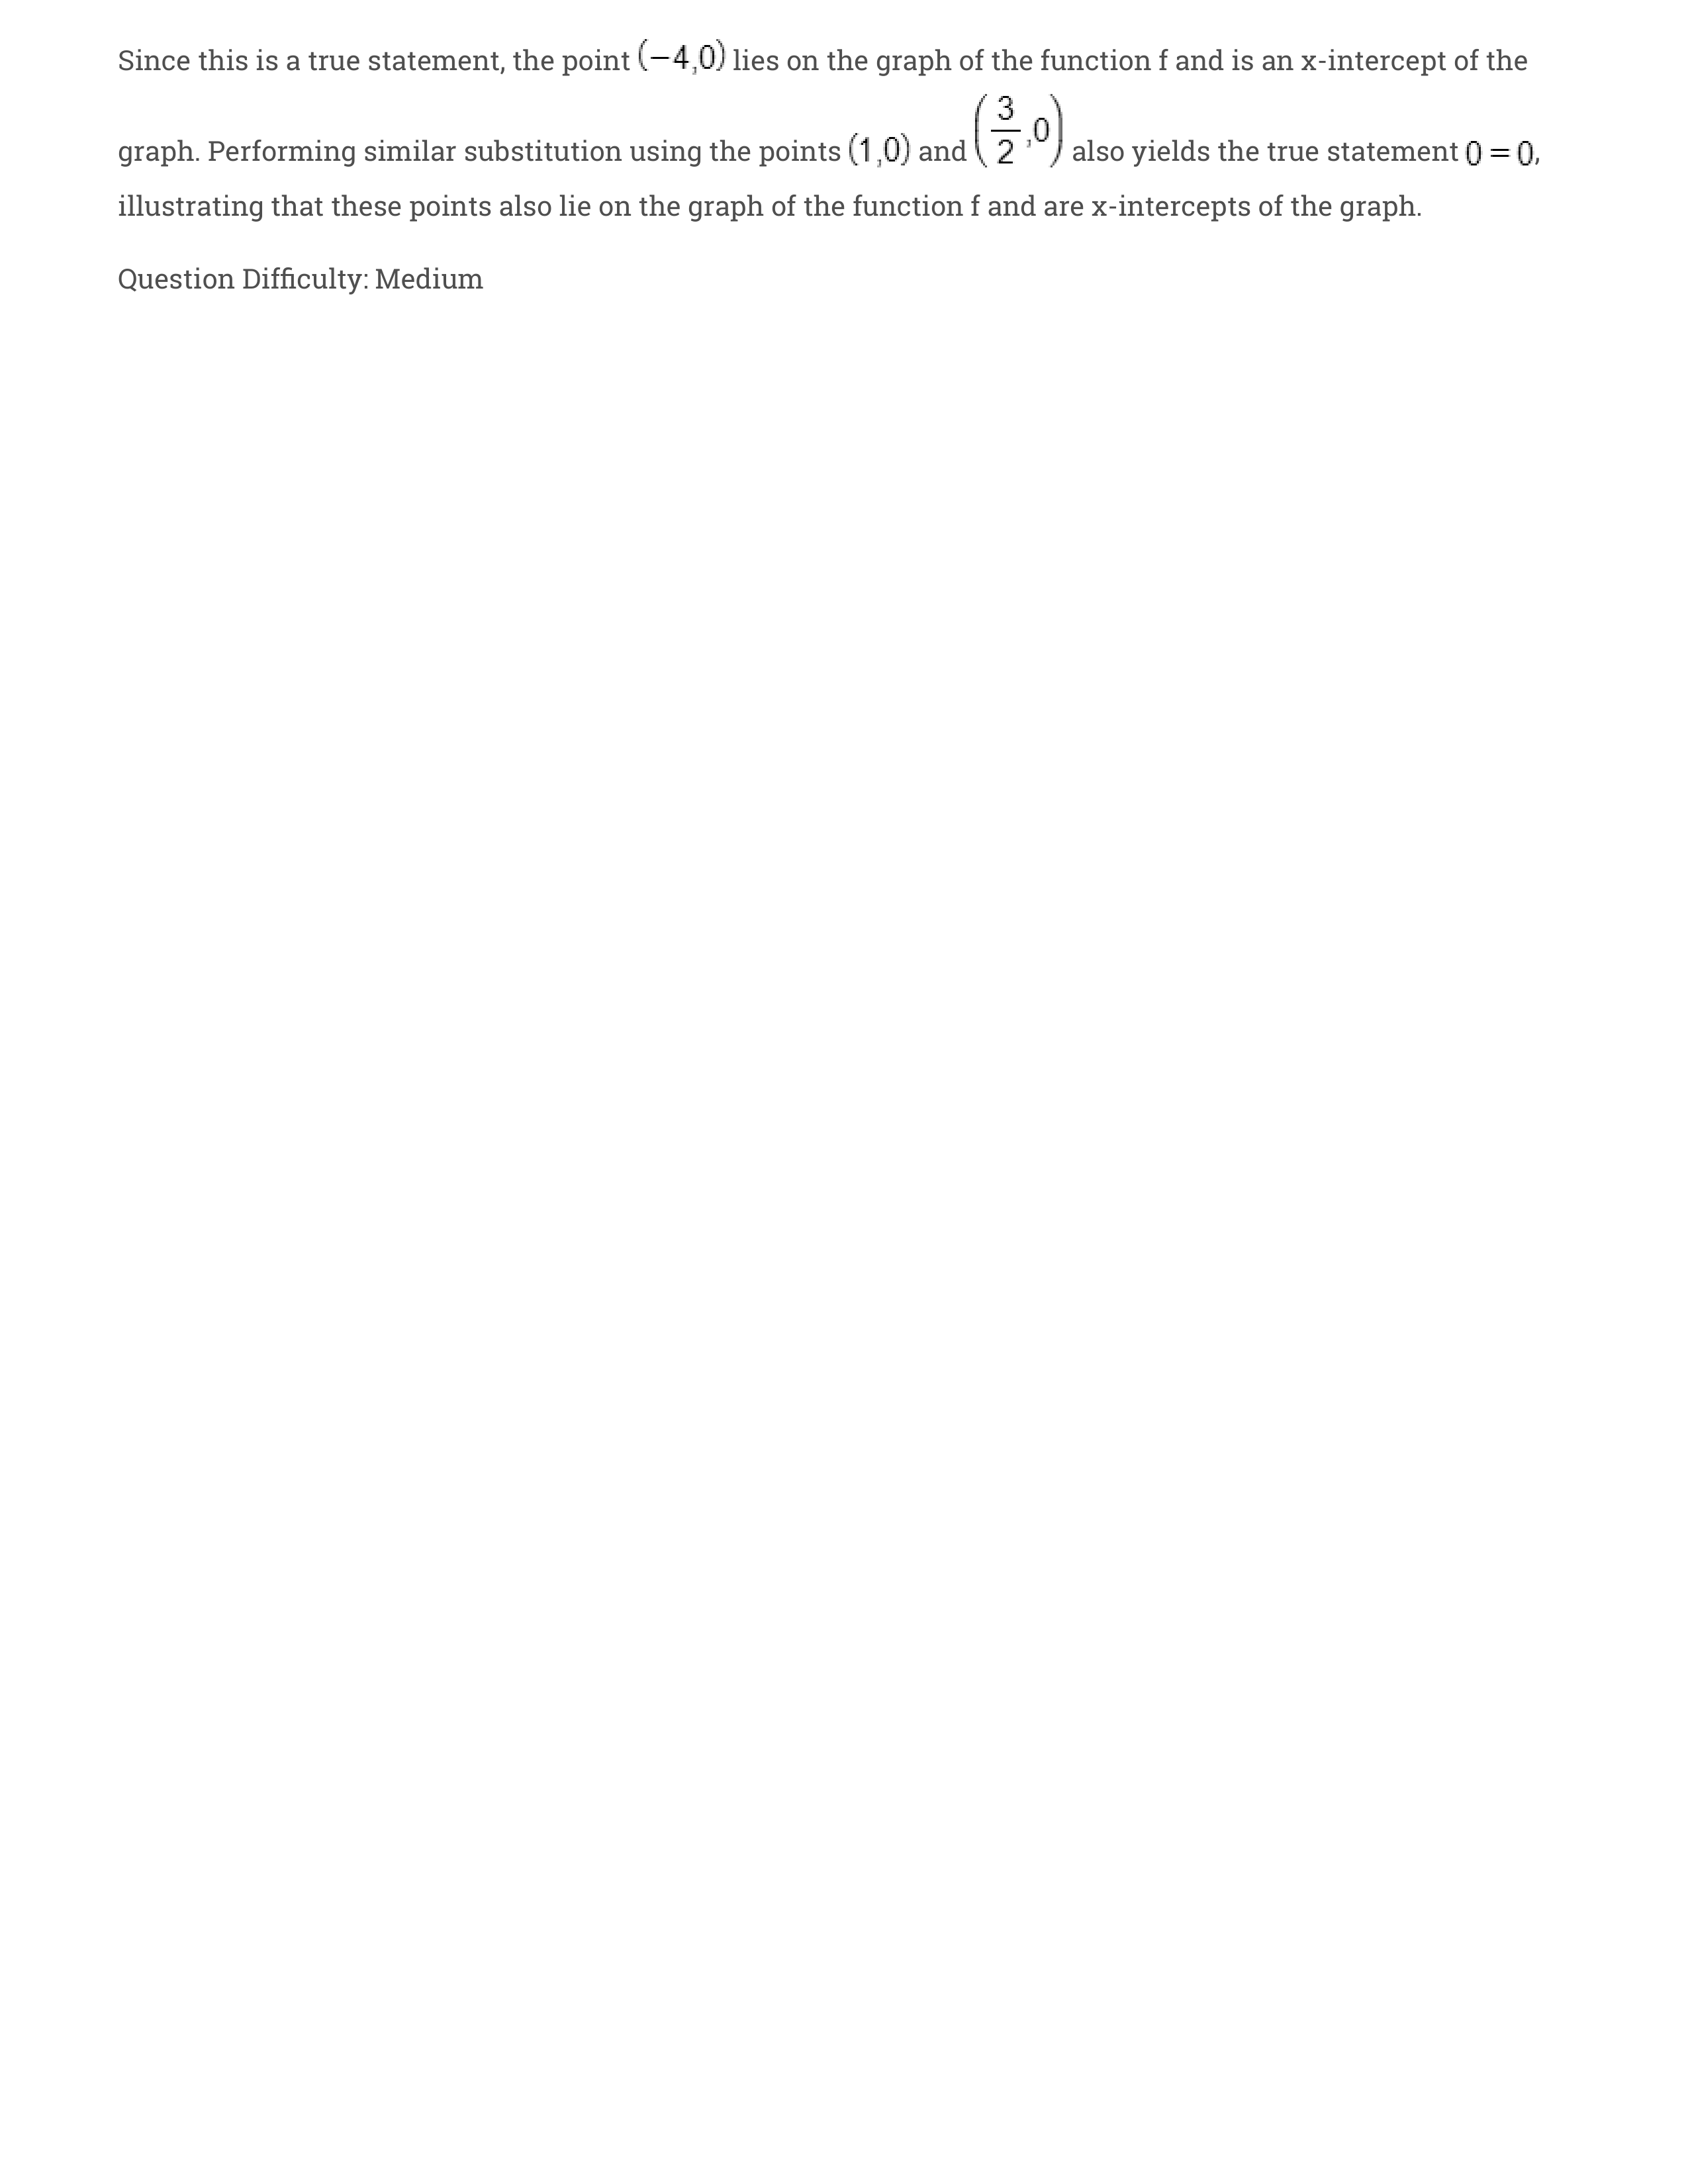 Since this is a true statement, the point (−4,0) lies on the graph of the function f and is an x-intercept of the
graph. Performing similar substitution using the points (1,0) and (3/2,0) also yields the true statement 0 = 0,
illustrating that these points also lie on the graph of the function f and are x-intercepts of the graph.
Question Difficulty: Medium